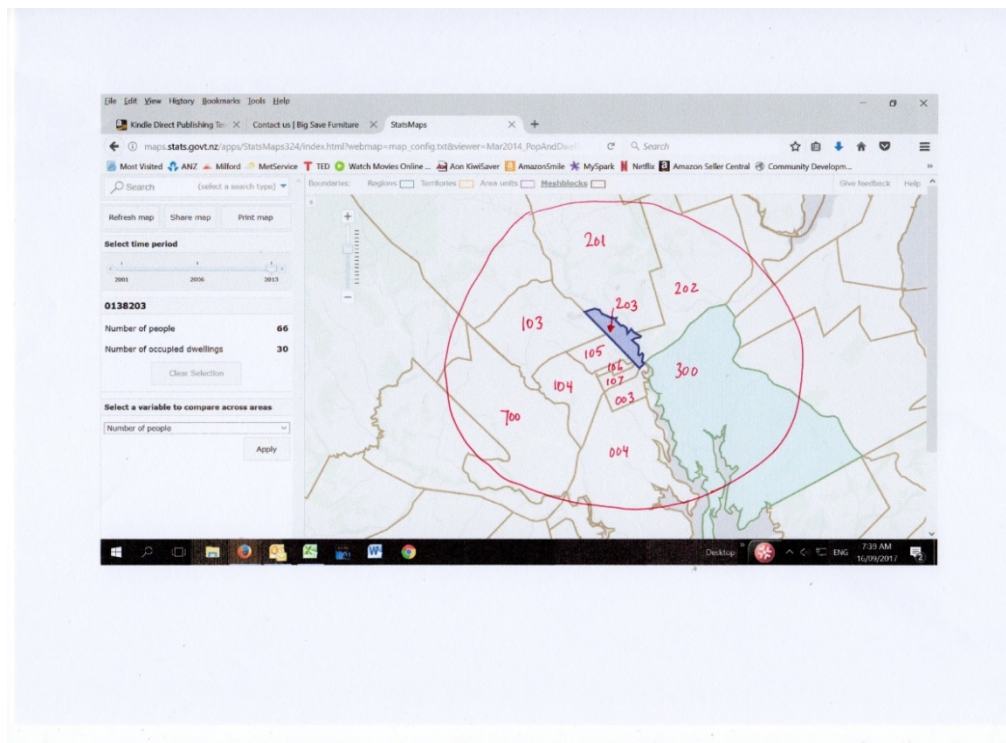 File Edit View History Bookmarks Tools Help
Kindle Direct Publishing Te Contact us | Big Save Furniture StatsMaps
maps.stats.govt.nz/apps/StatsMaps324/index.html?webmap=map_config.txt&viewer=Mar2014_PopAndDwel Search
Most Visited ANZ Milford MetService TED Watch Movies Online ... Aon KiwiSaver AmazonSmile MySpark Netflix Amazon Seller Central Community Developm...
Search (select a search type) Boundaries: Regions Territories Area units Meshblocks Give feedback Help
Refresh map Share map Print map
Select time period
2001 2006 2013
0138203
Number of people 66
Number of occupied dwellings 30
Clear Selection
Select a variable to compare across areas
Number of people
Apply
201
202
203
103
105
106
107
104
003
300
700
004
Desktop ENG 7:39 AM
16/09/2017